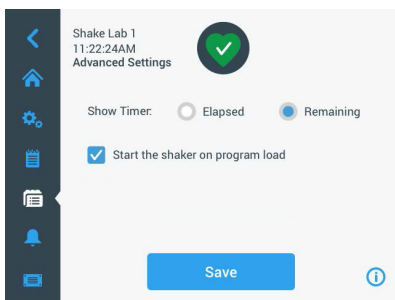 Shake Lab 1
11:22:24AM
Advanced Settings
Show Timer: Elapsed Remaining
Start the shaker on program load
Save